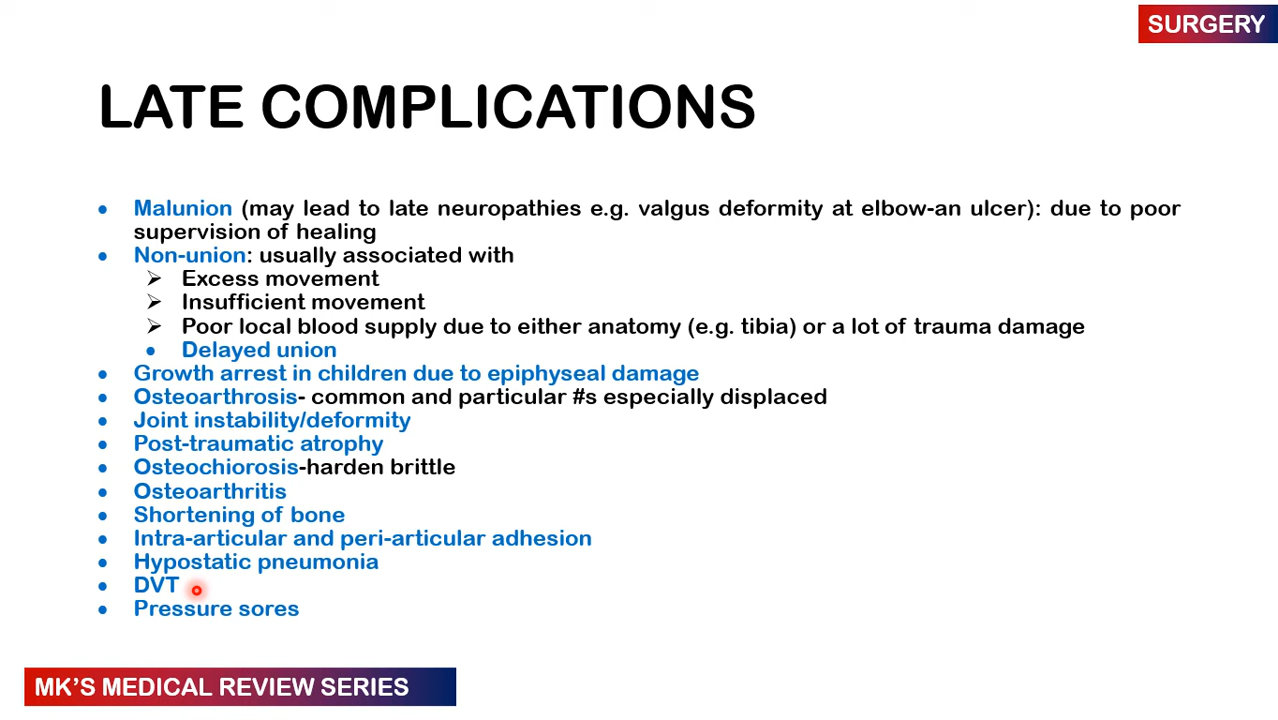 SURGERY
LATE COMPLICATIONS
• Malunion (may lead to late neuropathies e.g. valgus deformity at elbow-an ulcer): due to poor
supervision of healing
• Non-union: usually associated with
➢ Excess movement
➢ Insufficient movement
➢ Poor local blood supply due to either anatomy (e.g. tibia) or a lot of trauma damage
• Delayed union
• Growth arrest in children due to epiphyseal damage
• Osteoarthrosis- common and particular #s especially displaced
• Joint instability/deformity
• Post-traumatic atrophy
• Osteochiorosis-harden brittle
• Osteoarthritis
• Shortening of bone
• Intra-articular and peri-articular adhesion
• Hypostatic pneumonia
• DVT
• Pressure sores
MK'S MEDICAL REVIEW SERIES